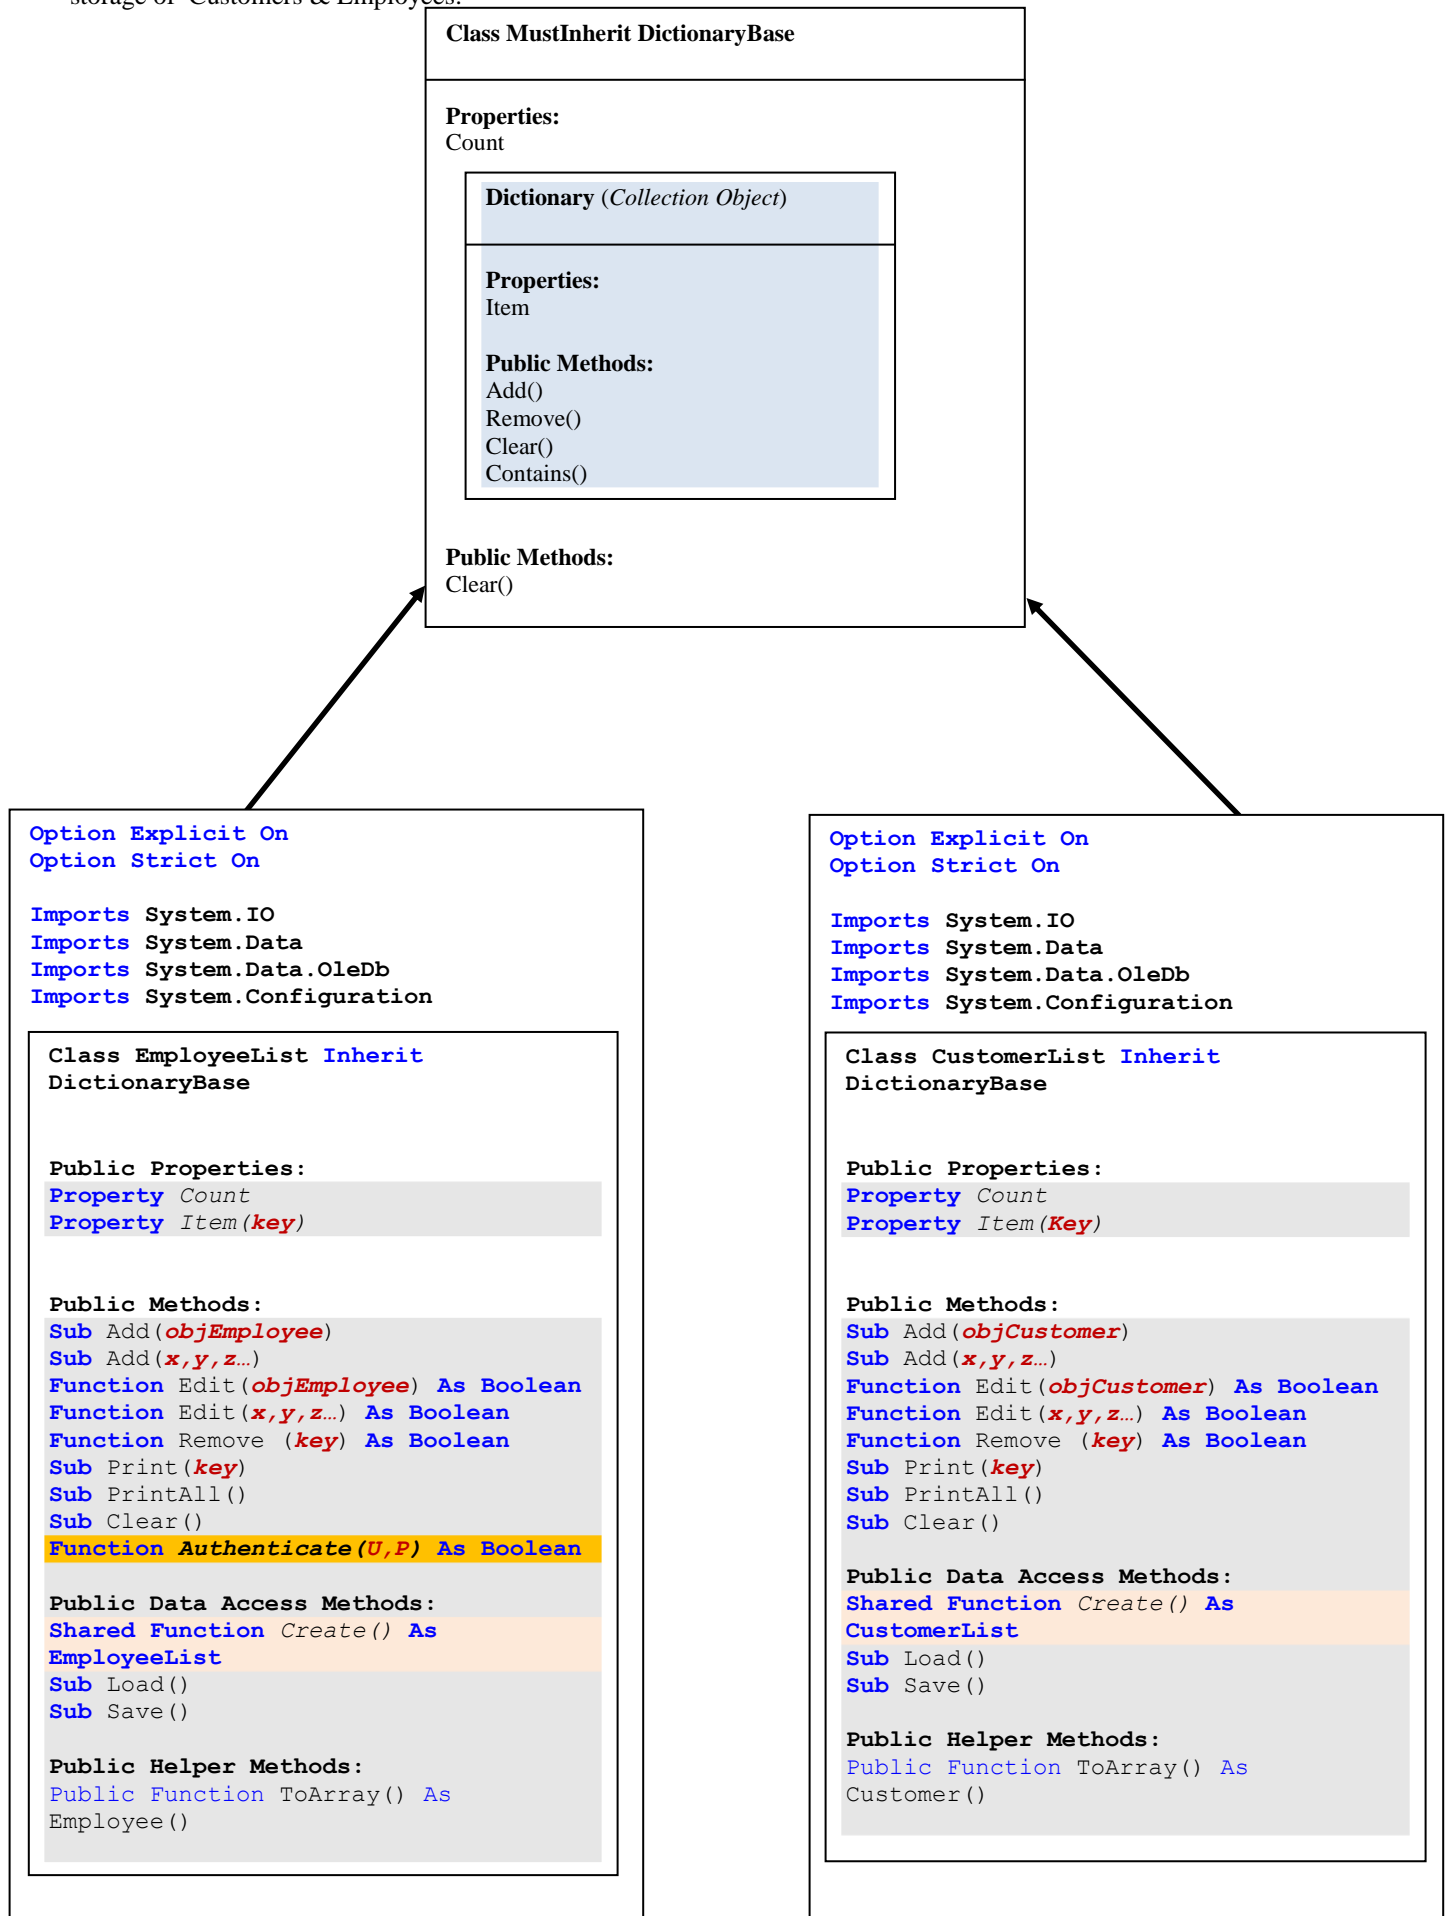 storage of Customers & Employees.
Class MustInherit DictionaryBase
Properties:
Count
Dictionary (Collection Object)
Properties:
Item
Public Methods:
Add()
Remove()
Clear()
Contains()
Public Methods:
Clear()
Option Explicit On
Option Strict On
Imports System.IO
Imports System.Data
Imports System.Data.OleDb
Imports System.Configuration
Class EmployeeList Inherit
DictionaryBase
Public Properties:
Property Count
Property Item(key)
Public Methods:
Sub Add(objEmployee)
Sub Add(x,y,z…)
Function Edit(objEmployee) As Boolean
Function Edit(x,y,z…) As Boolean
Function Remove (key) As Boolean
Sub Print(key)
Sub PrintAll()
Sub Clear()
Function Authenticate(U,P) As Boolean
Public Data Access Methods:
Shared Function Create() As
EmployeeList
Sub Load()
Sub Save()
Public Helper Methods:
Public Function ToArray() As
Employee()
Option Explicit On
Option Strict On
Imports System.IO
Imports System.Data
Imports System.Data.OleDb
Imports System.Configuration
Class CustomerList Inherit
DictionaryBase
Public Properties:
Property Count
Property Item(Key)
Public Methods:
Sub Add(objCustomer)
Sub Add(x,y,z…)
Function Edit(objCustomer) As Boolean
Function Edit(x,y,z…) As Boolean
Function Remove (key) As Boolean
Sub Print(key)
Sub PrintAll()
Sub Clear()
Public Data Access Methods:
Shared Function Create() As
CustomerList
Sub Load()
Sub Save()
Public Helper Methods:
Public Function ToArray() As
Customer()